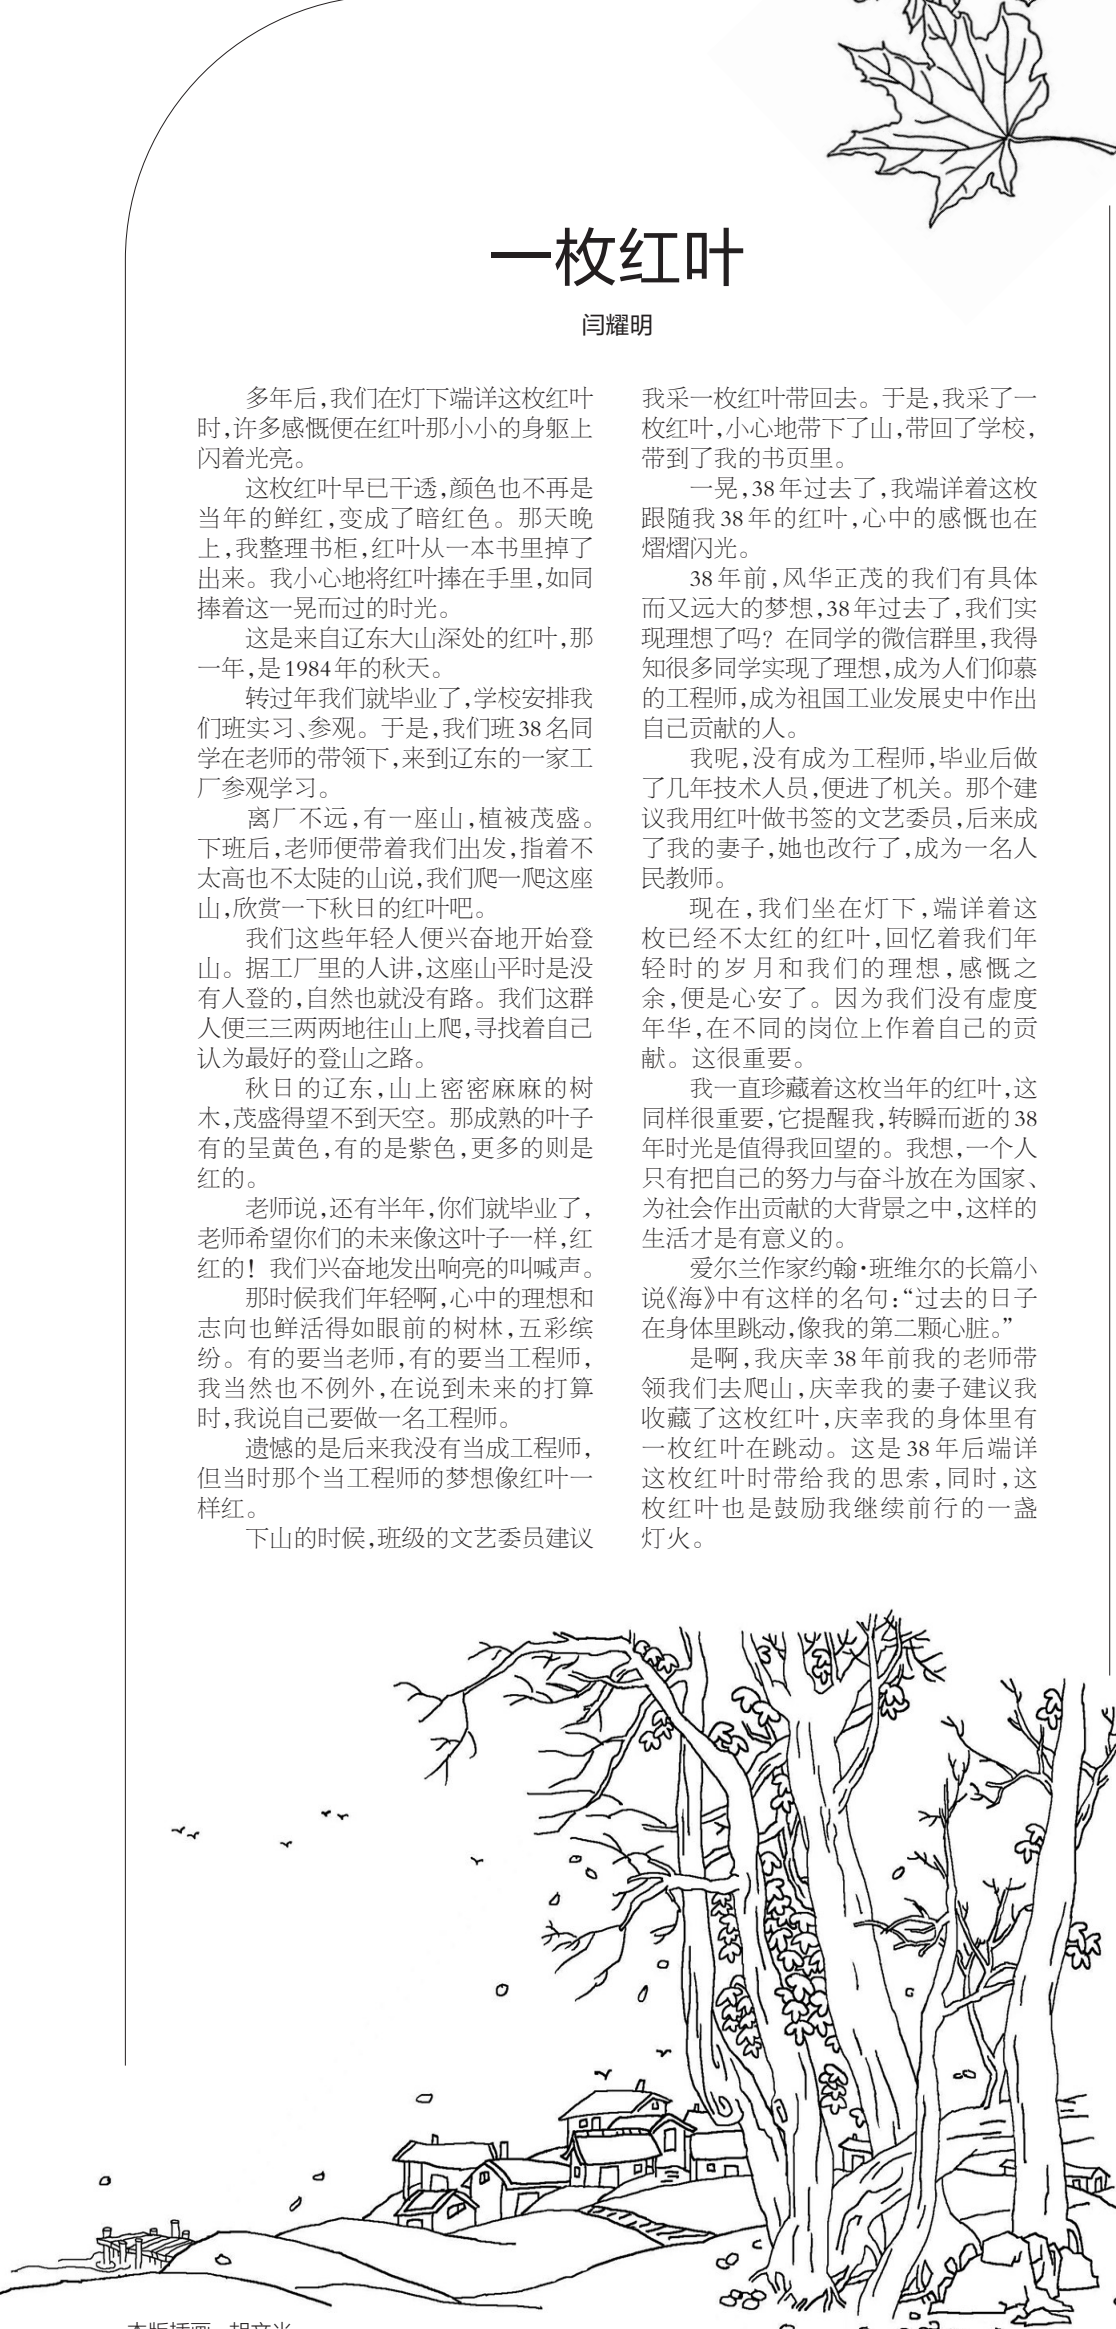 一枚红叶
闫耀明
多年后，我们在灯下端详这枚红叶
时，许多感慨便在红叶那小小的身躯上
闪着光亮。
这枚红叶早已干透，颜色也不再是
当年的鲜红，变成了暗红色。那天晚
上，我整理书柜，红叶从一本书里掉了
出来。我小心地将红叶捧在手里，如同
捧着这一晃而过的时光。
这是来自辽东大山深处的红叶，那
一年，是1984年的秋天。
转过年我们就毕业了，学校安排我
们班实习、参观。于是，我们班38名同
学在老师的带领下，来到辽东的一家工
厂参观学习。
离厂不远，有一座山，植被茂盛。
下班后，老师便带着我们出发，指着不
太高也不太陡的山说，我们爬一爬这座
山，欣赏一下秋日的红叶吧。
我们这些年轻人便兴奋地开始登
山。据工厂里的人讲，这座山平时是没
有人登的，自然也就没有路。我们这群
人便三三两两地往山上爬，寻找着自己
认为最好的登山之路。
秋日的辽东，山上密密麻麻的树
木，茂盛得望不到天空。那成熟的叶子
有的呈黄色，有的是紫色，更多的则是
红的。
老师说，还有半年，你们就毕业了，
老师希望你们的未来像这叶子一样，红
红的！我们兴奋地发出响亮的叫喊声。
那时候我们年轻啊，心中的理想和
志向也鲜活得如眼前的树林，五彩缤
纷。有的要当老师，有的要当工程师，
我当然也不例外，在说到未来的打算
时，我说自己要做一名工程师。
遗憾的是后来我没有当成工程师，
但当时那个当工程师的梦想像红叶一
样红。
下山的时候，班级的文艺委员建议
我采一枚红叶带回去。于是，我采了一
枚红叶，小心地带下了山，带回了学校，
带到了我的书页里。
一晃，38年过去了，我端详着这枚
跟随我38年的红叶，心中的感慨也在
熠熠闪光。
38年前，风华正茂的我们有具体
而又远大的梦想，38年过去了，我们实
现理想了吗？在同学的微信群里，我得
知很多同学实现了理想，成为人们仰慕
的工程师，成为祖国工业发展史中作出
自己贡献的人。
我呢，没有成为工程师，毕业后做
了几年技术人员，便进了机关。那个建
议我用红叶做书签的文艺委员，后来成
了我的妻子，她也改行了，成为一名人
民教师。
现在，我们坐在灯下，端详着这
枚已经不太红的红叶，回忆着我们年
轻时的岁月和我们的理想，感慨之
余，便是心安了。因为我们没有虚度
年华，在不同的岗位上作着自己的贡
献。这很重要。
我一直珍藏着这枚当年的红叶，这
同样很重要，它提醒我，转瞬而逝的38
年时光是值得我回望的。我想，一个人
只有把自己的努力与奋斗放在为国家、
为社会作出贡献的大背景之中，这样的
生活才是有意义的。
爱尔兰作家约翰·班维尔的长篇小
说《海》中有这样的名句：“过去的日子
在身体里跳动，像我的第二颗心脏。”
是啊，我庆幸38年前我的老师带
领我们去爬山，庆幸我的妻子建议我
收藏了这枚红叶，庆幸我的身体里有
一枚红叶在跳动。这是38年后端详
这枚红叶时带给我的思索，同时，这
枚红叶也是鼓励我继续前行的一盏
灯火。